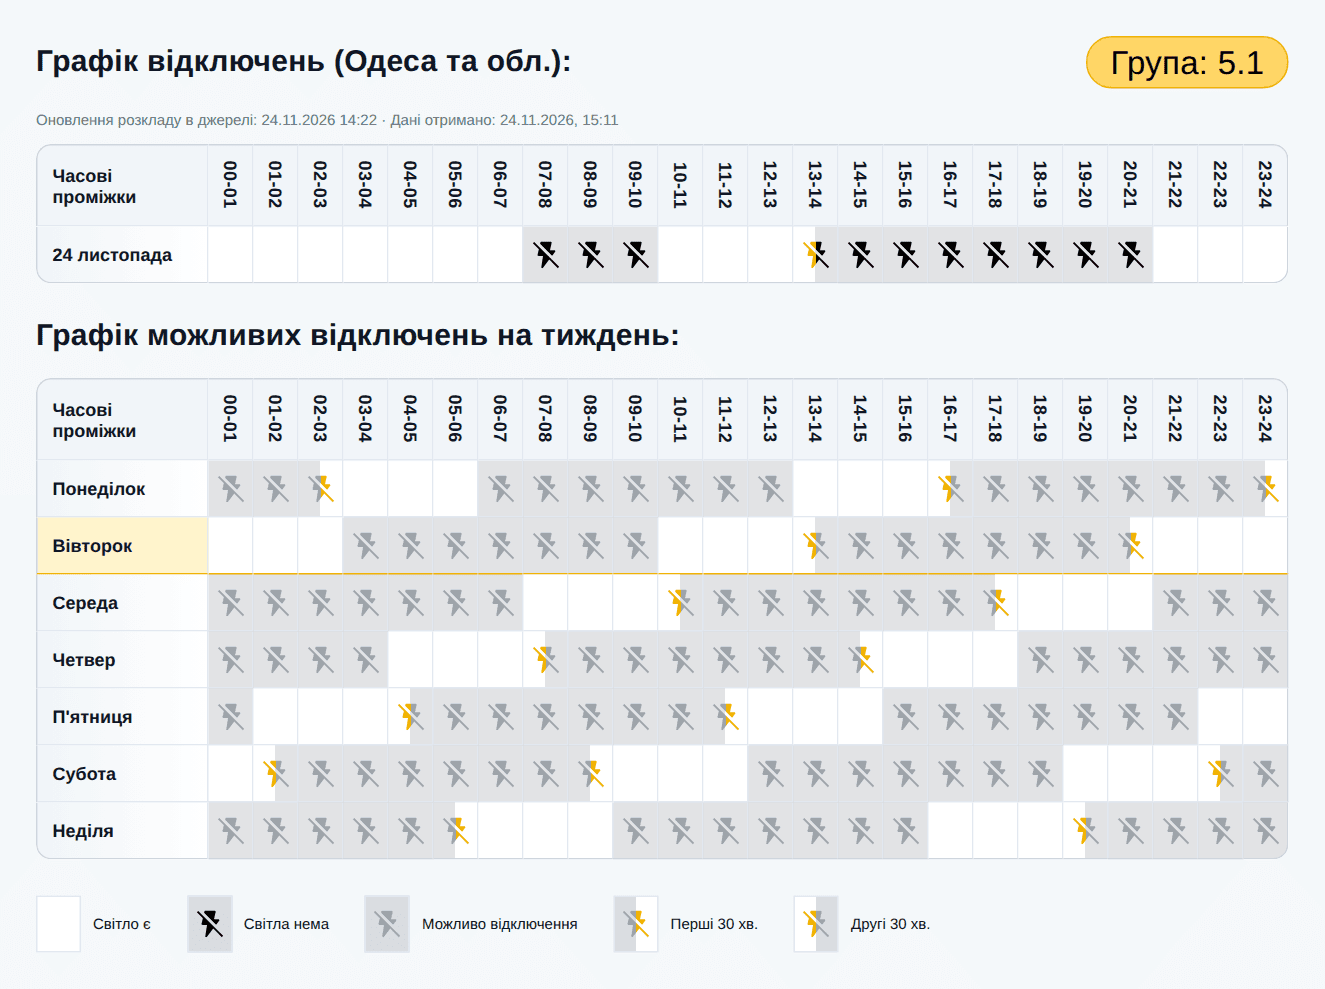 Графік відключень (Одеса та обл.):
Група: 5.1
Оновлення розкладу в джерелі: 24.11.2026 14:22 · Дані отримано: 24.11.2026, 15:11
Часові проміжки 00-01 01-02 02-03 03-04 04-05 05-06 06-07 07-08 08-09 09-10 10-11 11-12 12-13 13-14 14-15 15-16 16-17 17-18 18-19 19-20 20-21 21-22 22-23 23-24
24 листопада
Графік можливих відключень на тиждень:
Часові проміжки 00-01 01-02 02-03 03-04 04-05 05-06 06-07 07-08 08-09 09-10 10-11 11-12 12-13 13-14 14-15 15-16 16-17 17-18 18-19 19-20 20-21 21-22 22-23 23-24
Понеділок
Вівторок
Середа
Четвер
П'ятниця
Субота
Неділя
Світло є Світла нема Можливо відключення Перші 30 хв. Другі 30 хв.